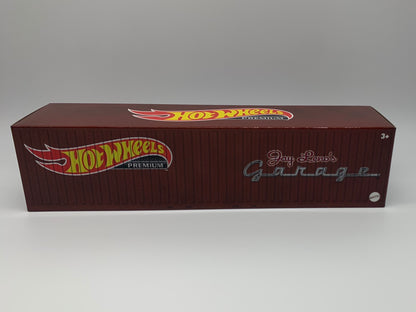 HOT WHEELS
PREMIUM
3+
HOT WHEELS
PREMIUM
Jay Leno's
Garage